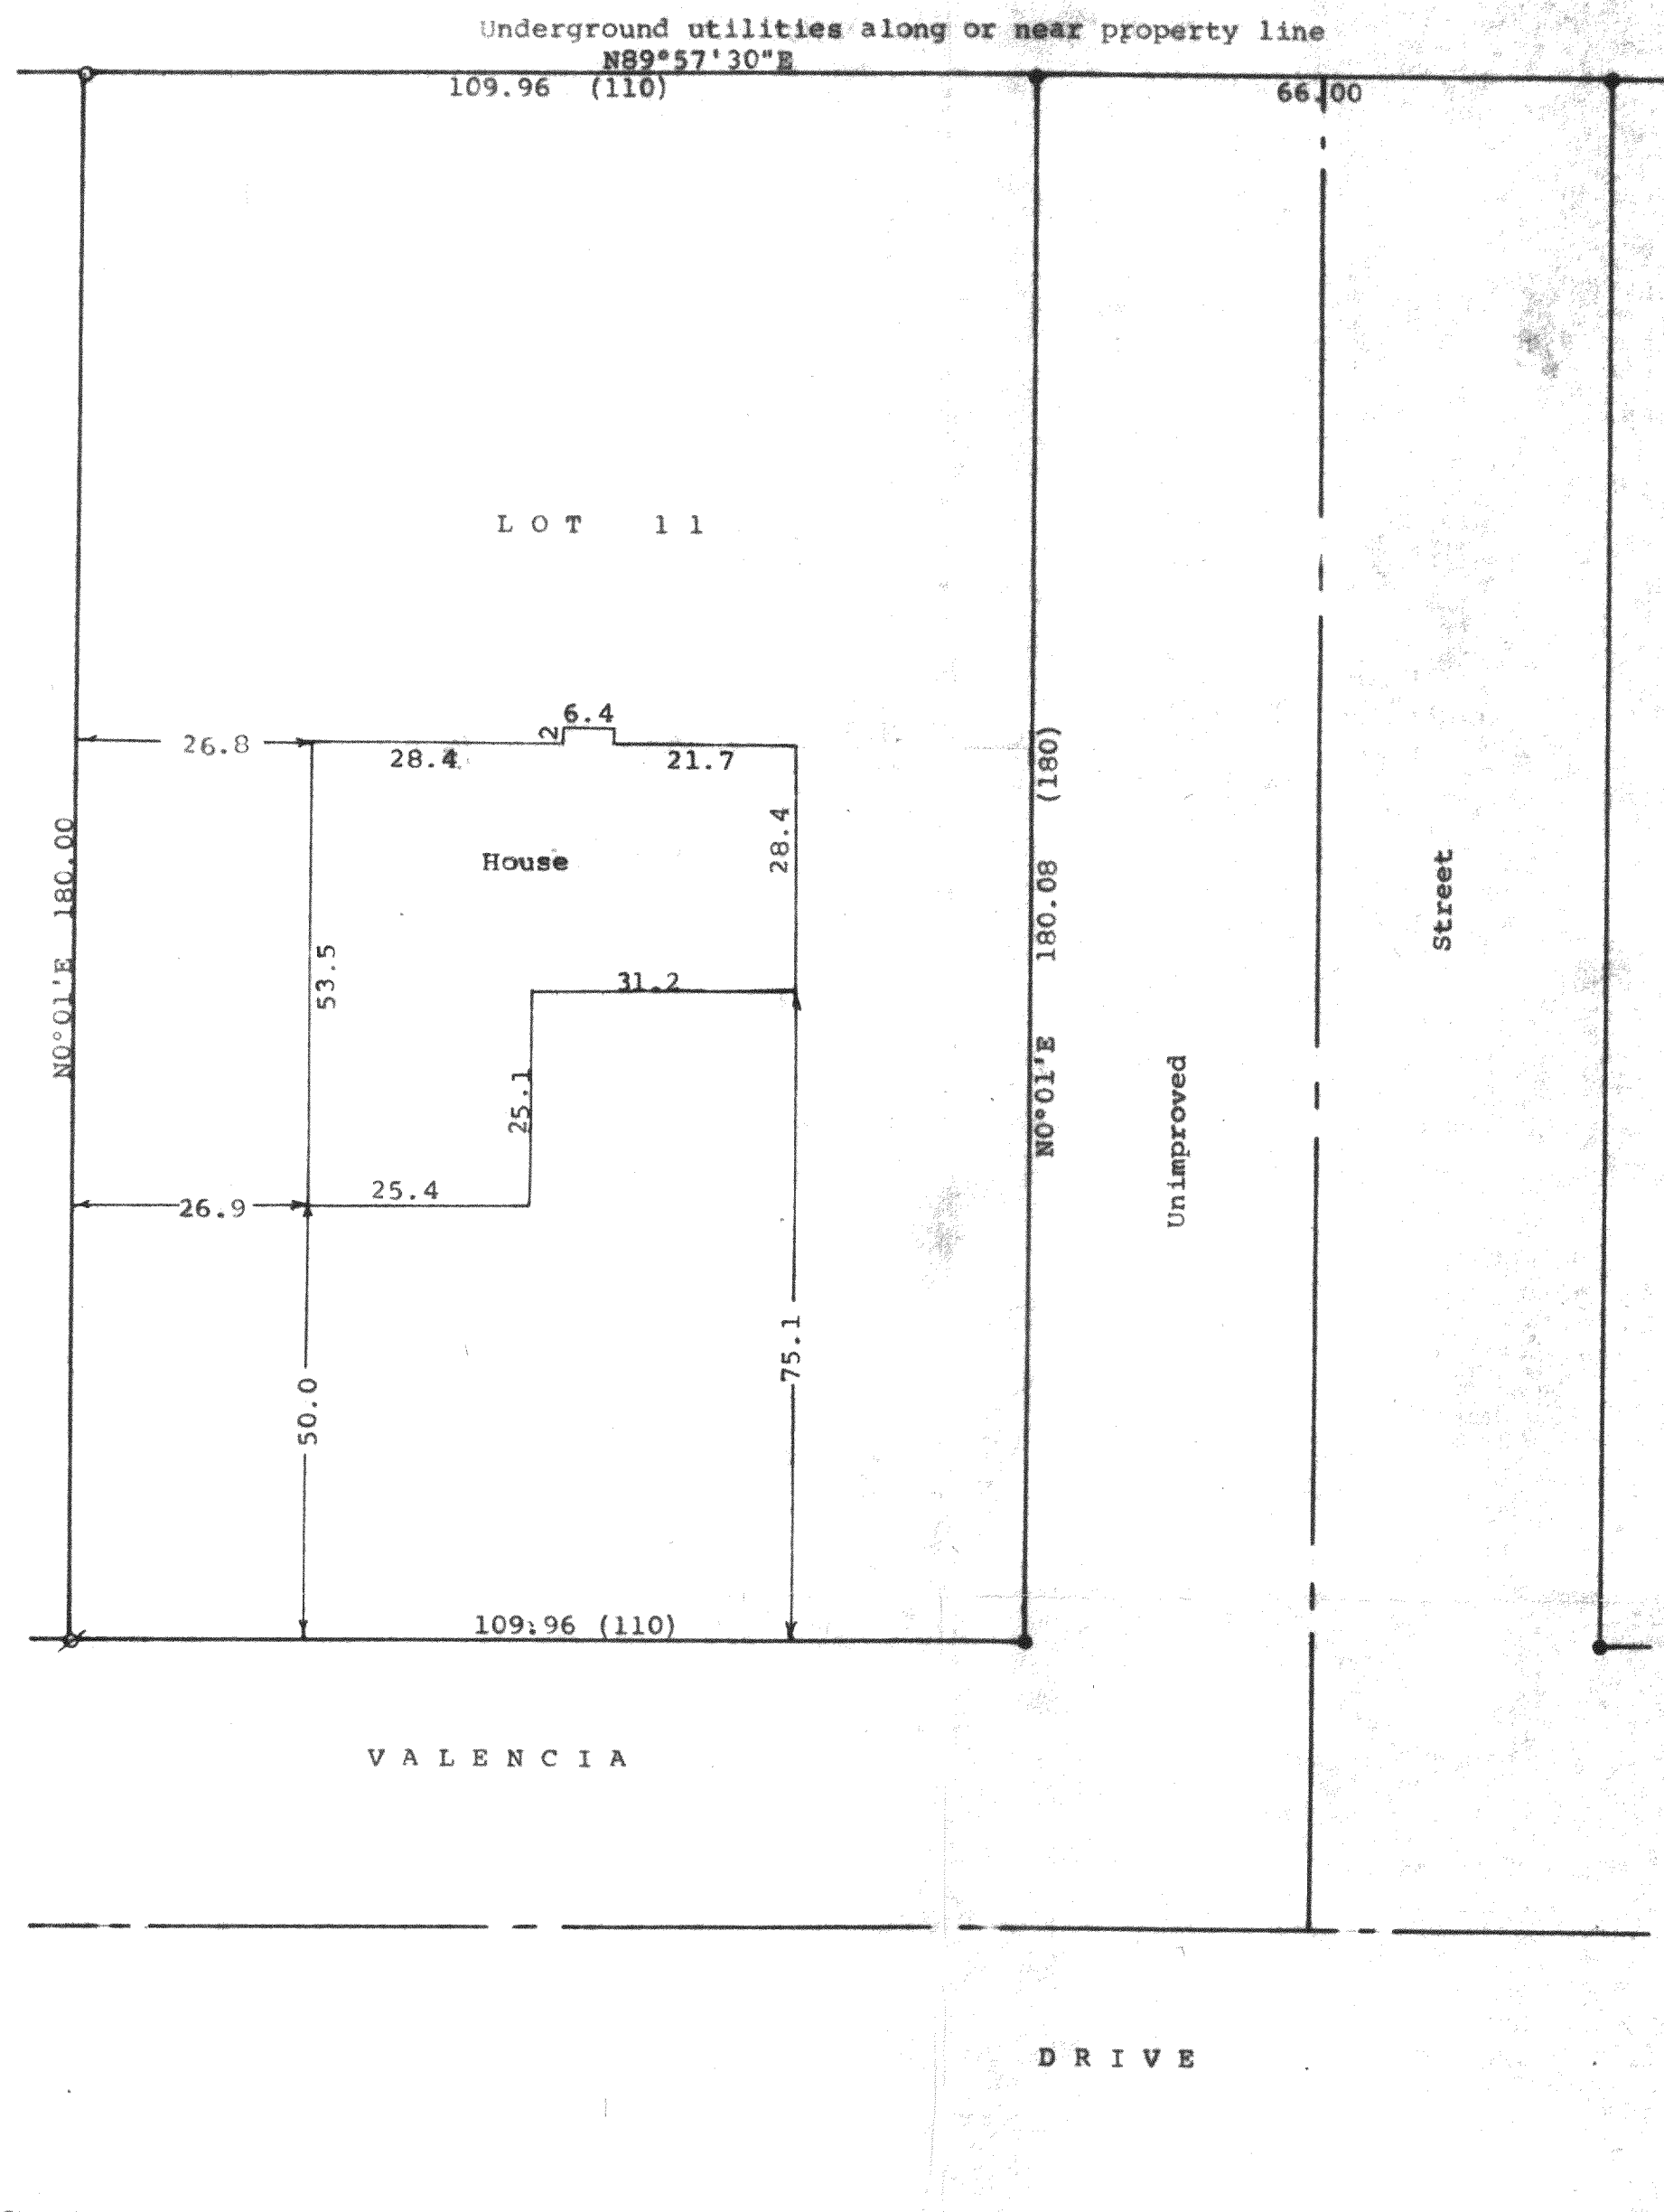 Underground utilities along or near property line
N89°57'30"E
109.96 (110)
66.00
LOT 11
6.4
2
26.8
28.4
21.7
28.4
House
53.5
31.2
25.1
25.4
26.9
N0°01'E 180.00
N0°01'E 180.08 (180)
Unimproved
Street
75.1
50.0
109.96 (110)
VALENCIA
DRIVE